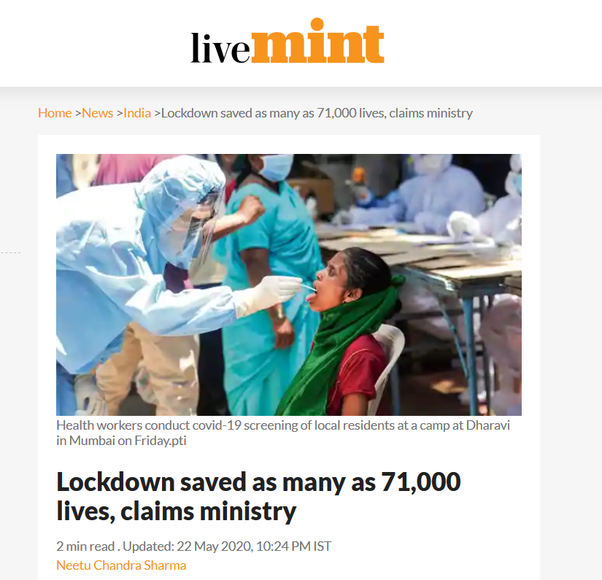 livemint
Home >News >India >Lockdown saved as many as 71,000 lives, claims ministry
Health workers conduct covid-19 screening of local residents at a camp at Dharavi
in Mumbai on Friday.pti
Lockdown saved as many as 71,000
lives, claims ministry
2 min read . Updated: 22 May 2020, 10:24 PM IST
Neetu Chandra Sharma